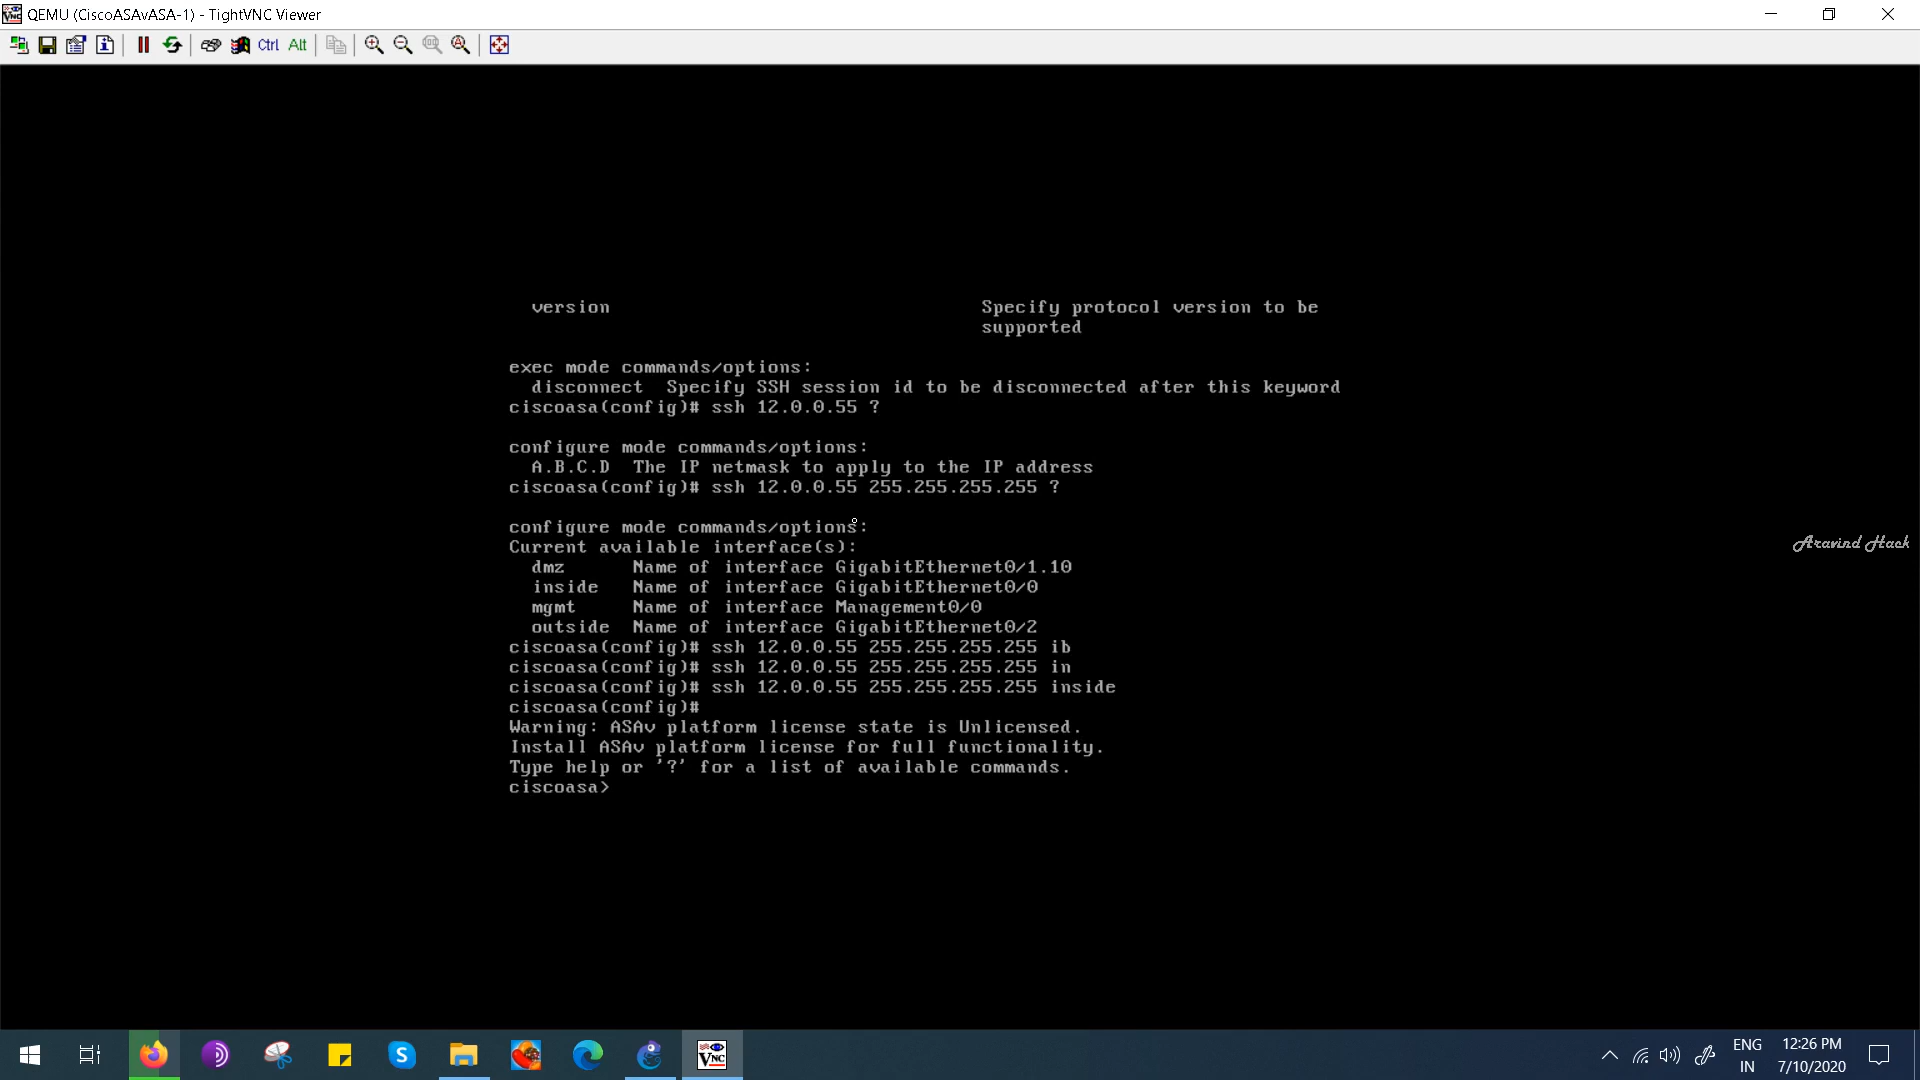 QEMU (CiscoASAvASA-1) - TightVNC Viewer
Ctrl Alt
version Specify protocol version to be
supported
exec mode commands/options:
disconnect Specify SSH session id to be disconnected after this keyword
ciscoasa(config)# ssh 12.0.0.55 ?
configure mode commands/options:
A.B.C.D The IP netmask to apply to the IP address
ciscoasa(config)# ssh 12.0.0.55 255.255.255.255 ?
configure mode commands/options:
Current available interface(s):
dmz Name of interface GigabitEthernet0/1.10
inside Name of interface GigabitEthernet0/0
mgmt Name of interface Management0/0
outside Name of interface GigabitEthernet0/2
ciscoasa(config)# ssh 12.0.0.55 255.255.255.255 ib
ciscoasa(config)# ssh 12.0.0.55 255.255.255.255 in
ciscoasa(config)# ssh 12.0.0.55 255.255.255.255 inside
ciscoasa(config)#
Warning: ASAv platform license state is Unlicensed.
Install ASAv platform license for full functionality.
Type help or '?' for a list of available commands.
ciscoasa>
Aravind Hack
ENG
IN
12:26 PM
7/10/2020